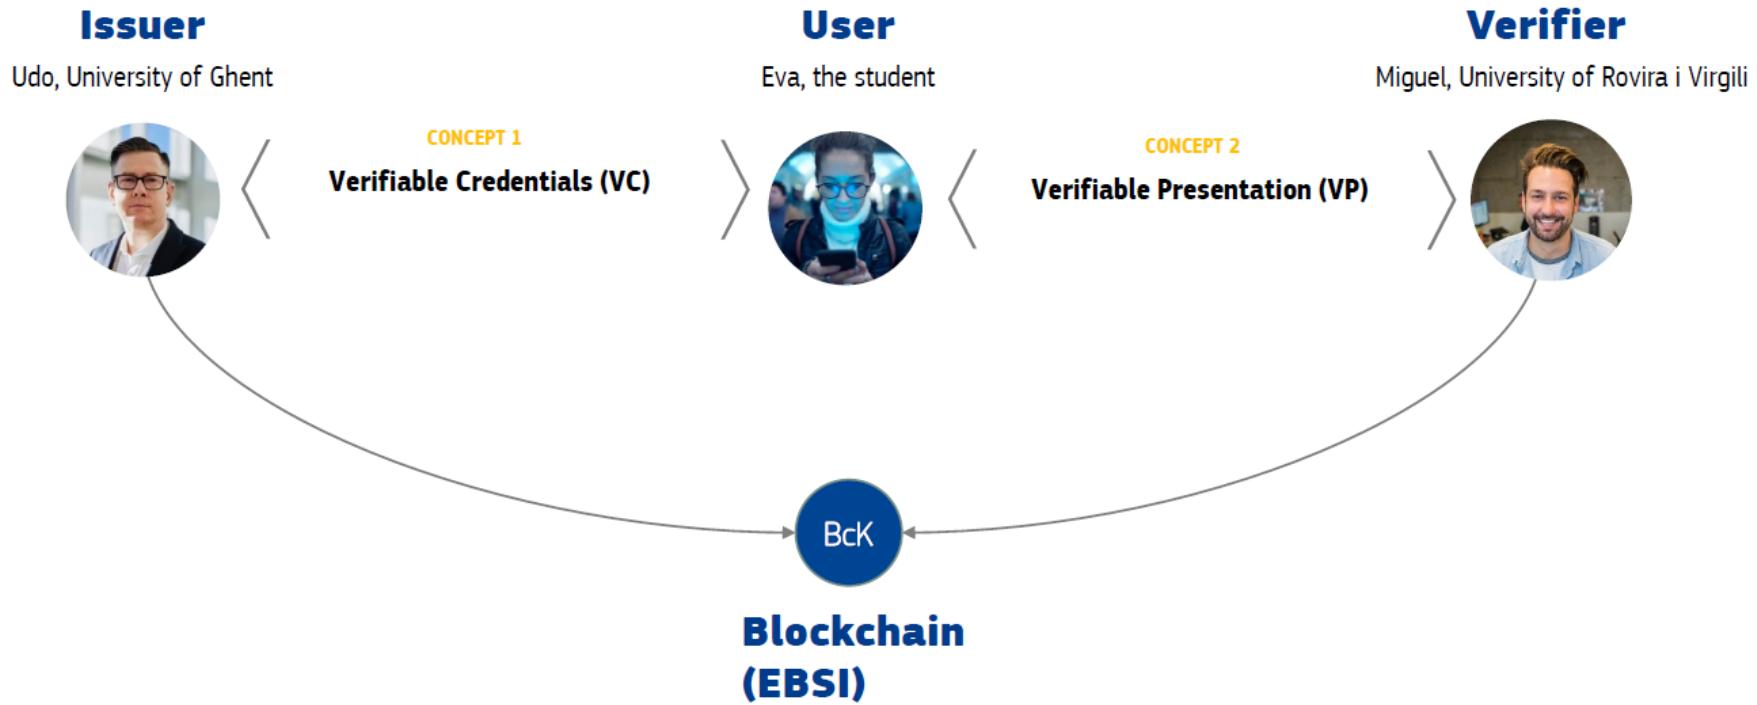 Issuer
User
Verifier
Udo, University of Ghent
Eva, the student
Miguel, University of Rovira i Virgili
CONCEPT 1
Verifiable Credentials (VC)
CONCEPT 2
Verifiable Presentation (VP)
BcK
Blockchain
(EBSI)